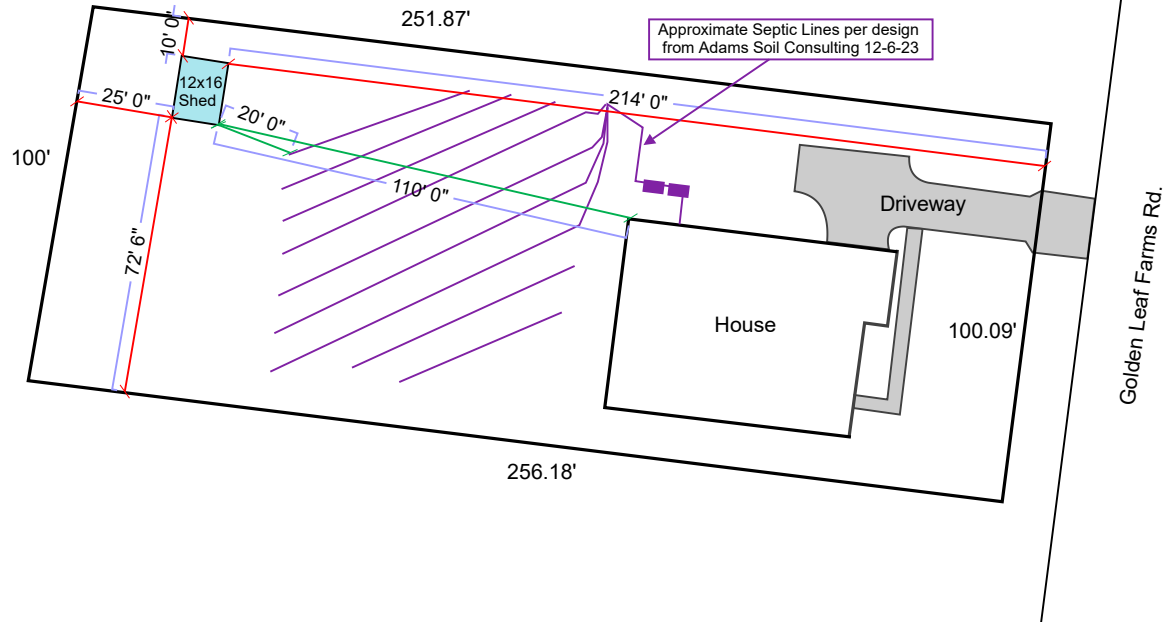 251.87'
Approximate Septic Lines per design
from Adams Soil Consulting 12-6-23
10' 0"
12x16
Shed
25' 0"
20' 0"
214' 0"
100'
110' 0"
Driveway
72' 6"
House
100.09'
Golden Leaf Farms Rd.
256.18'